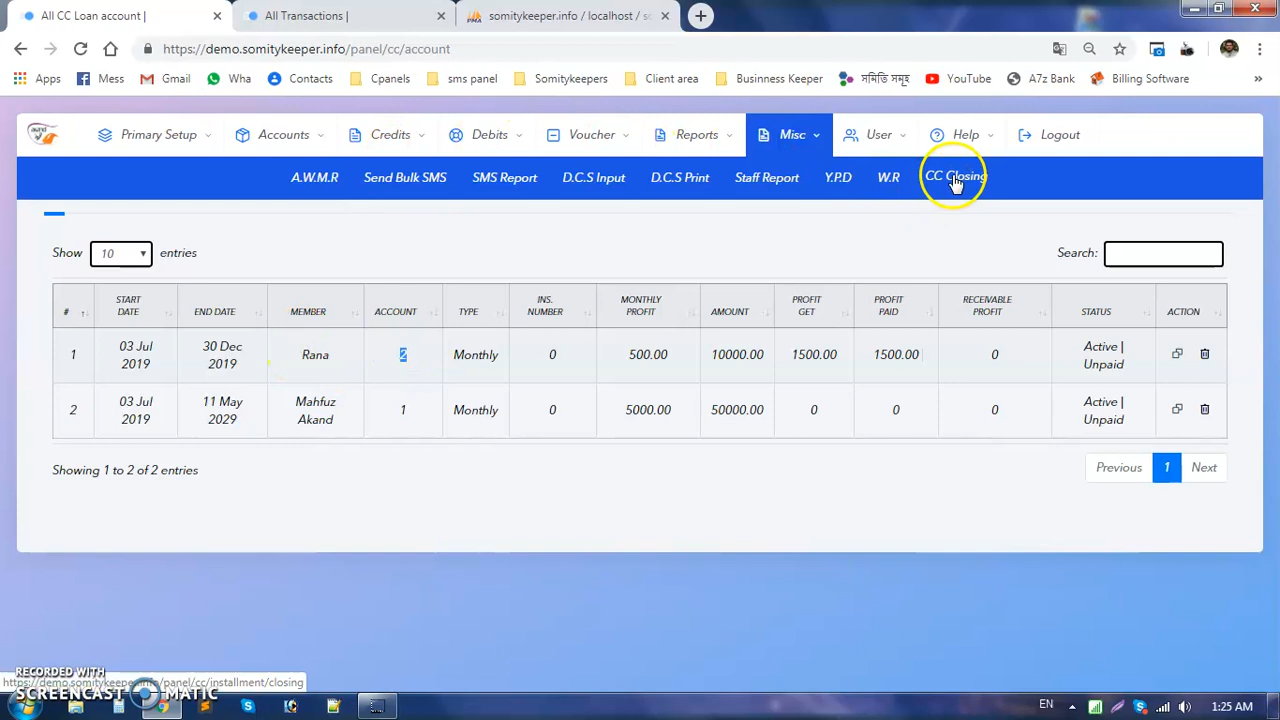 All CC Loan account |
All Transactions |
somitykeeper.info / localhost / sc
https://demo.somitykeeper.info/panel/cc/account
Apps Mess Gmail Wha Contacts Cpanels sms panel Somitykeepers Client area Businness Keeper সমিতি সমূহ YouTube A7z Bank Billing Software »
Primary Setup Accounts Credits Debits Voucher Reports Misc User Help Logout
A.W.M.R Send Bulk SMS SMS Report D.C.S Input D.C.S Print Staff Report Y.P.D W.R CC Closing
Show 10 entries Search:
# START DATE END DATE MEMBER ACCOUNT TYPE INS. NUMBER MONTHLY PROFIT AMOUNT PROFIT GET PROFIT PAID RECEIVABLE PROFIT STATUS ACTION
1 03 Jul 2019 30 Dec 2019 Rana 2 Monthly 0 500.00 10000.00 1500.00 1500.00 0 Active | Unpaid
2 03 Jul 2019 11 May 2029 Mahfuz Akand 1 Monthly 0 5000.00 50000.00 0 0 0 Active | Unpaid
Showing 1 to 2 of 2 entries Previous 1 Next
RECORDED WITH
https://demo.somitykeeper.info/panel/cc/installment/closing
SCREENCAST MATIC
EN 1:25 AM